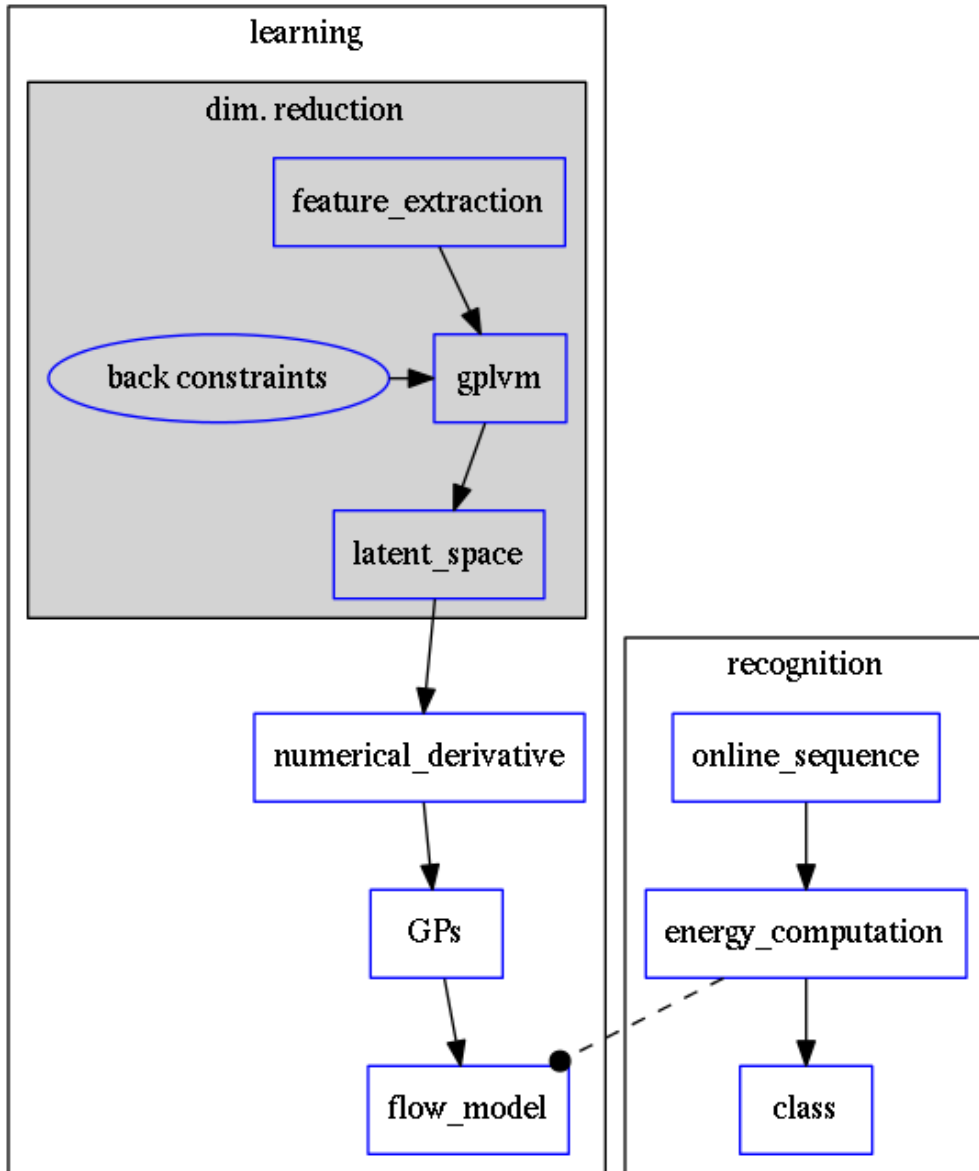 learning
dim. reduction
feature_extraction
back constraints
gplvm
latent_space
numerical_derivative
GPs
flow_model
recognition
online_sequence
energy_computation
class